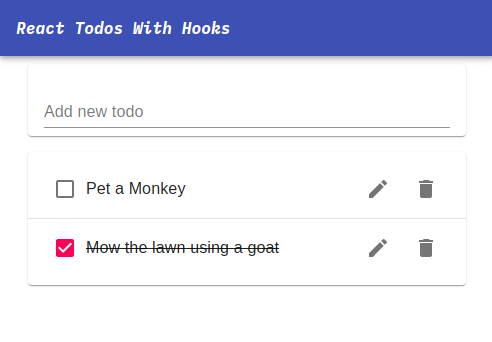 React Todos With Hooks
Add new todo
Pet a Monkey
Mow the lawn using a goat